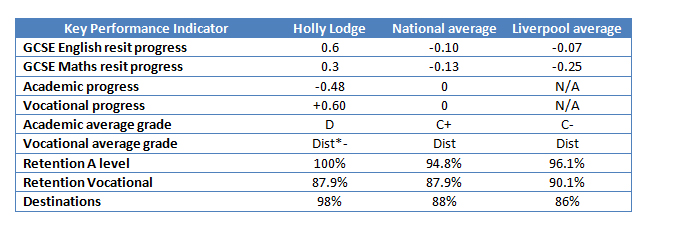 Key Performance Indicator Holly Lodge National average Liverpool average
GCSE English resit progress 0.6 -0.10 -0.07
GCSE Maths resit progress 0.3 -0.13 -0.25
Academic progress -0.48 0 N/A
Vocational progress +0.60 0 N/A
Academic average grade D C+ C-
Vocational average grade Dist*- Dist Dist
Retention A level 100% 94.8% 96.1%
Retention Vocational 87.9% 87.9% 90.1%
Destinations 98% 88% 86%